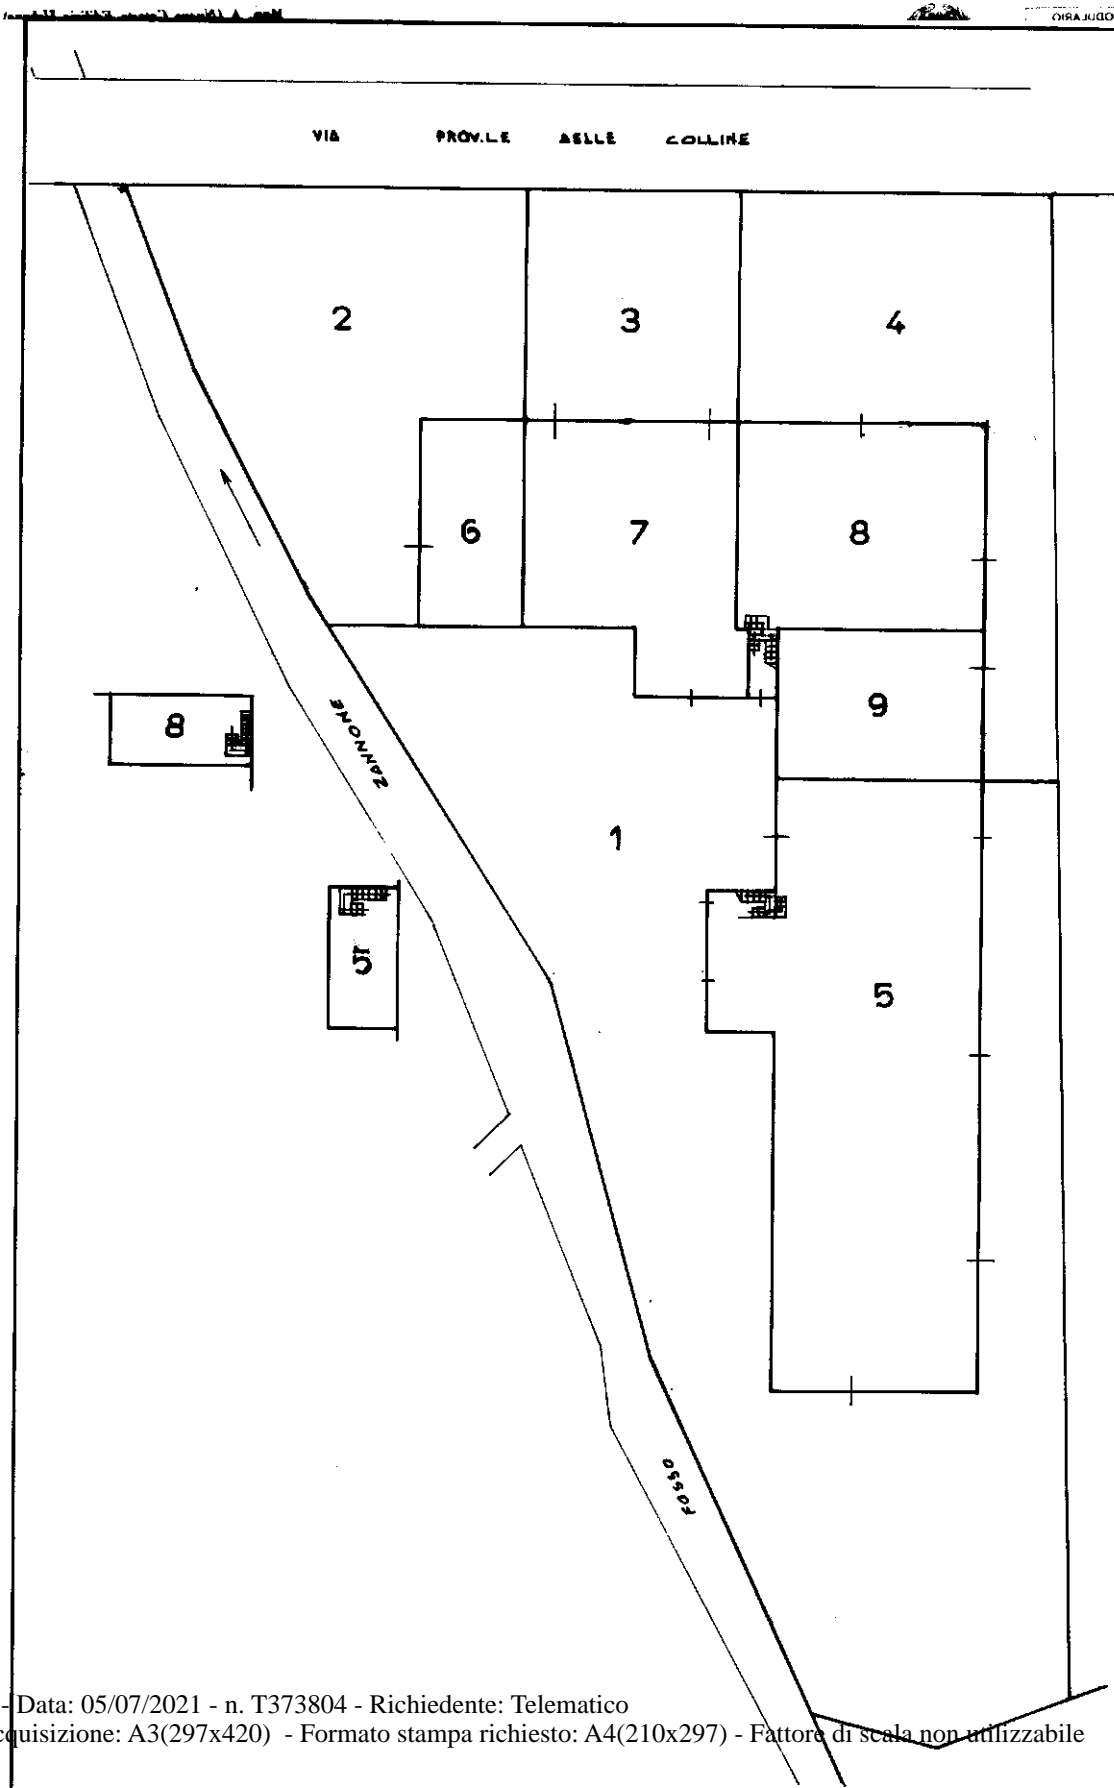 VIA PROV.LE DELLE COLLINE
2
3
4
6
7
8
9
8
ZANNONE
1
5
5
FOSSO
- Data: 05/07/2021 - n. T373804 - Richiedente: Telematico
cquisizione: A3(297x420) - Formato stampa richiesto: A4(210x297) - Fattore di scala non utilizzabile